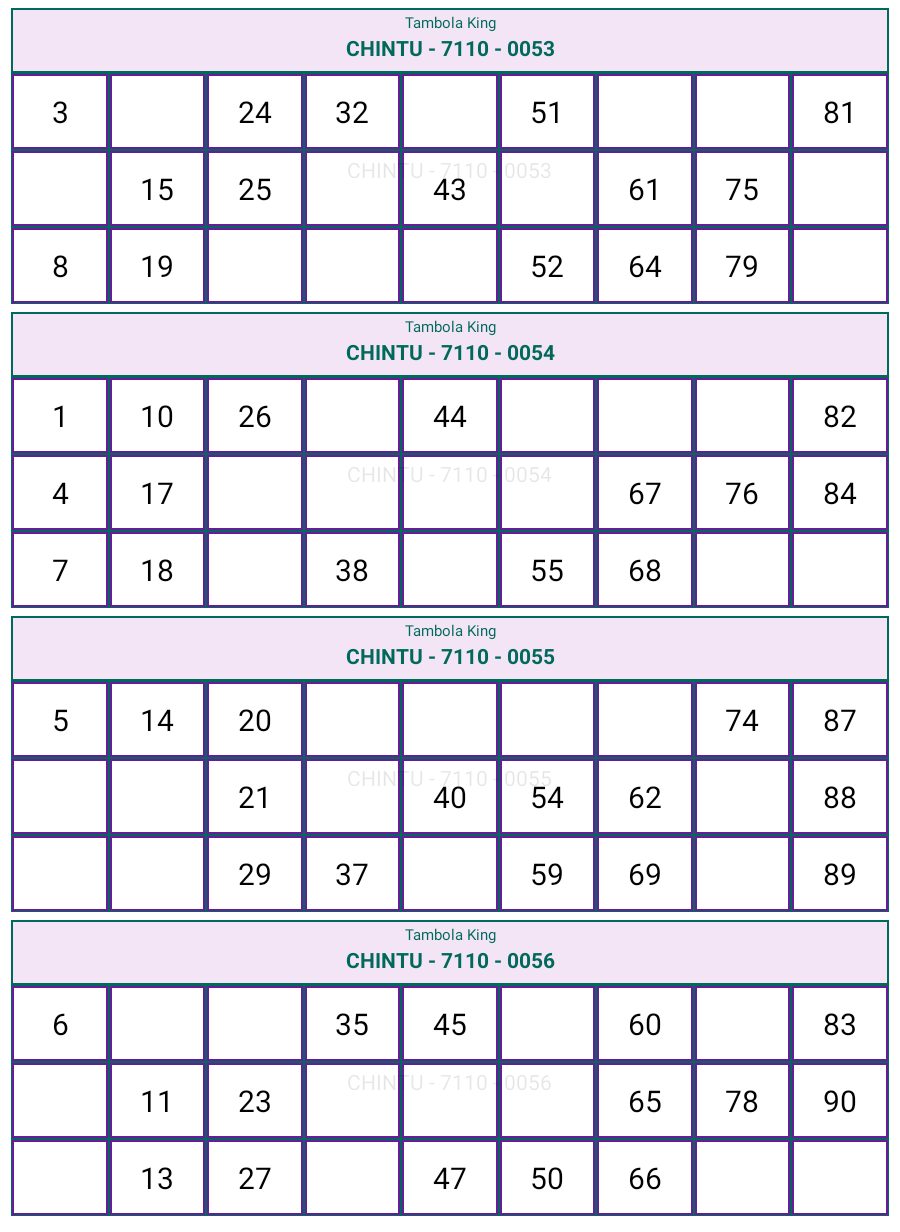 Tambola King
CHINTU - 7110 - 0053
3 24 32 51 81
CHINTU - 7110 - 0053
15 25 43 61 75
8 19 52 64 79
Tambola King
CHINTU - 7110 - 0054
1 10 26 44 82
CHINTU - 7110 - 0054
4 17 67 76 84
7 18 38 55 68
Tambola King
CHINTU - 7110 - 0055
5 14 20 74 87
CHINTU - 7110 - 0055
21 40 54 62 88
29 37 59 69 89
Tambola King
CHINTU - 7110 - 0056
6 35 45 60 83
CHINTU - 7110 - 0056
11 23 65 78 90
13 27 47 50 66